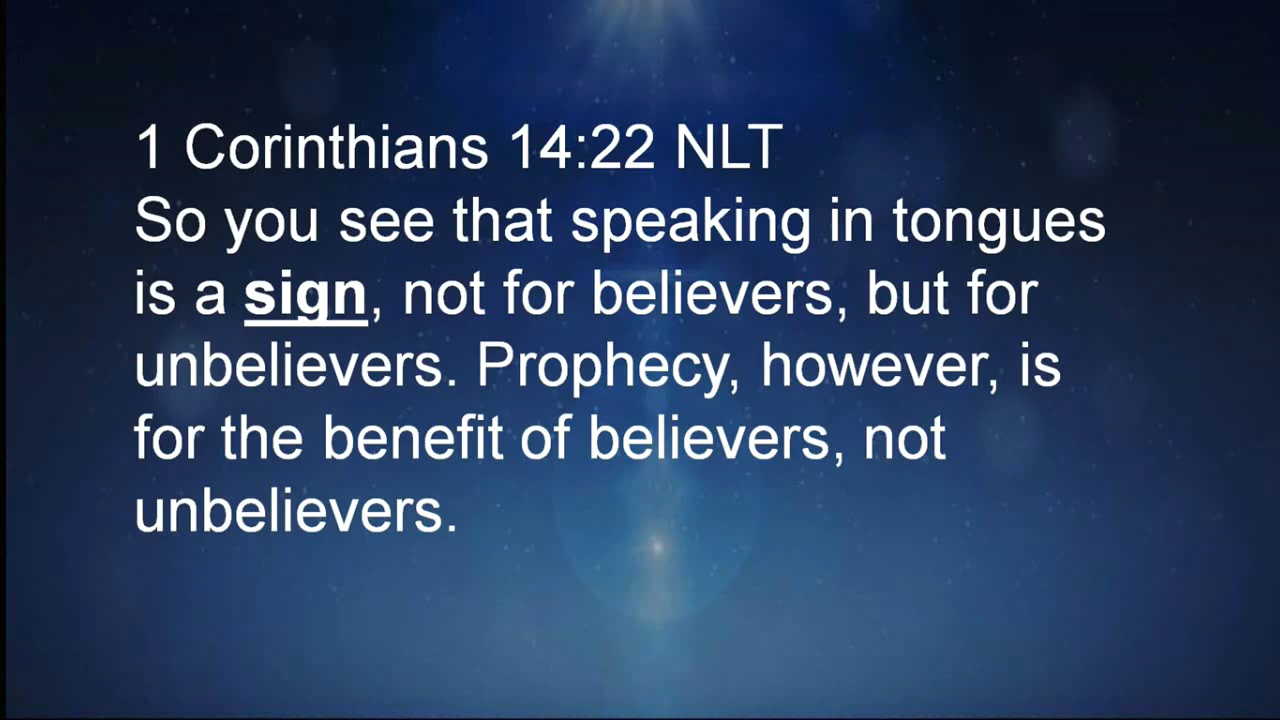 1 Corinthians 14:22 NLT
So you see that speaking in tongues
is a sign, not for believers, but for
unbelievers. Prophecy, however, is
for the benefit of believers, not
unbelievers.